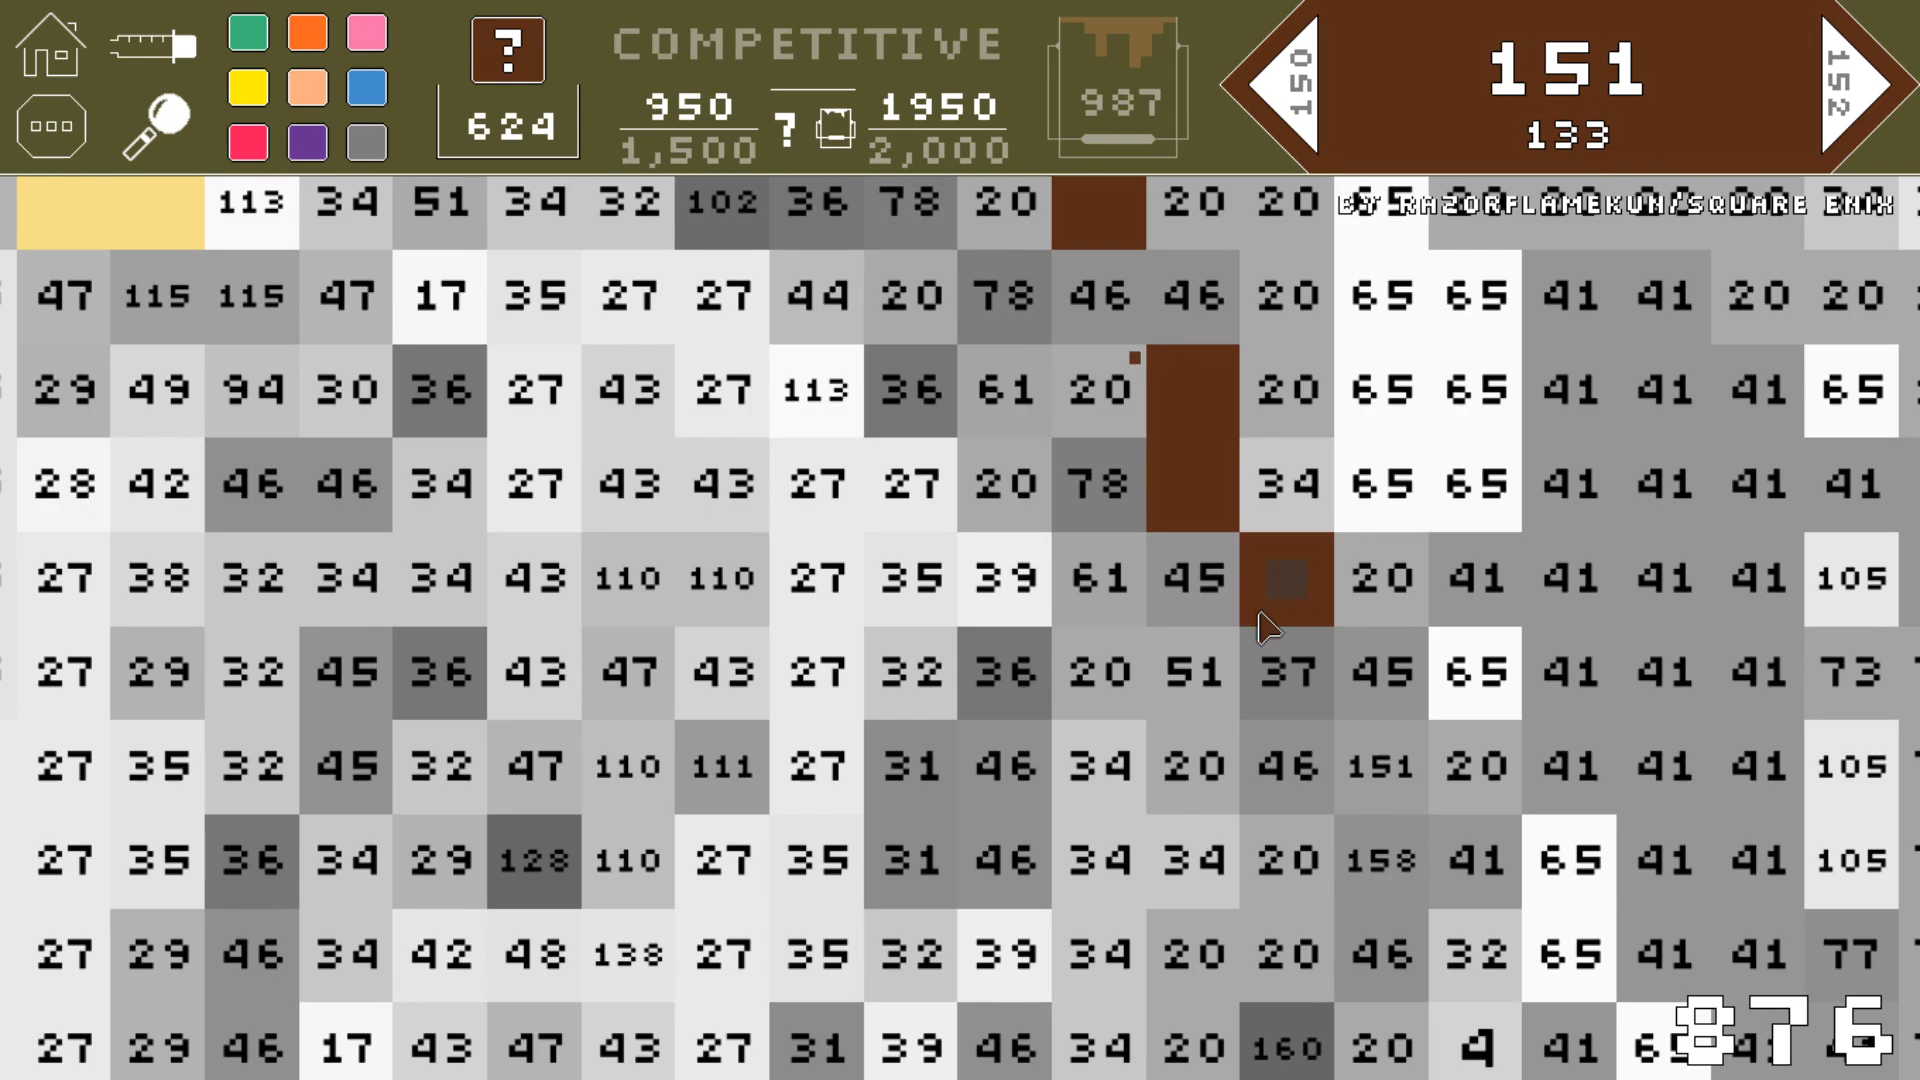 COMPETITIVE
?
624
950
1,500
?
1950
2,000
987
150
151
133
152
BY RAZORFLAMEKUN/SQUARE ENIX
113 34 51 34 32 102 36 78 20 20 20 65
47 115 115 47 17 35 27 27 44 20 78 46 46 20 65 65 41 41 20 20
29 49 94 30 36 27 43 27 113 36 61 20 20 65 65 41 41 41 65
28 42 46 46 34 27 43 43 27 27 20 78 34 65 65 41 41 41 41
27 38 32 34 34 43 110 110 27 35 39 61 45 20 41 41 41 41 105
27 29 32 45 36 43 47 43 27 32 36 20 51 37 45 65 41 41 41 73
27 35 32 45 32 47 110 111 27 31 46 34 20 46 151 20 41 41 41 105
27 35 36 34 29 128 110 27 35 31 46 34 34 20 158 41 65 41 41 105
27 29 46 34 42 48 138 27 35 32 39 34 20 20 46 32 65 41 41 77
27 29 46 17 43 47 43 27 31 39 46 34 20 160 20 4 41
876